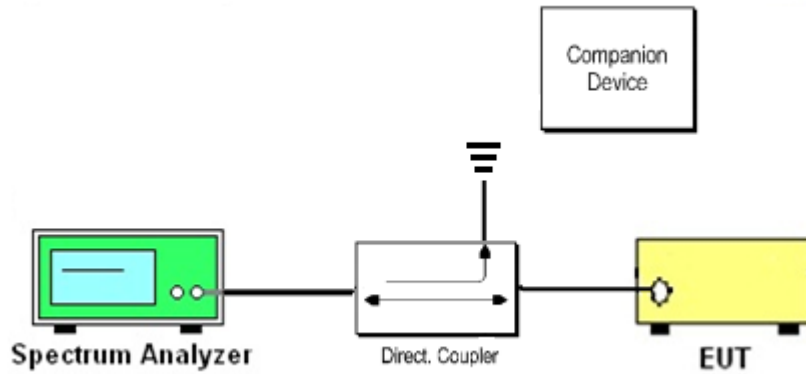 Companion
Device
Spectrum Analyzer
Direct. Coupler
EUT